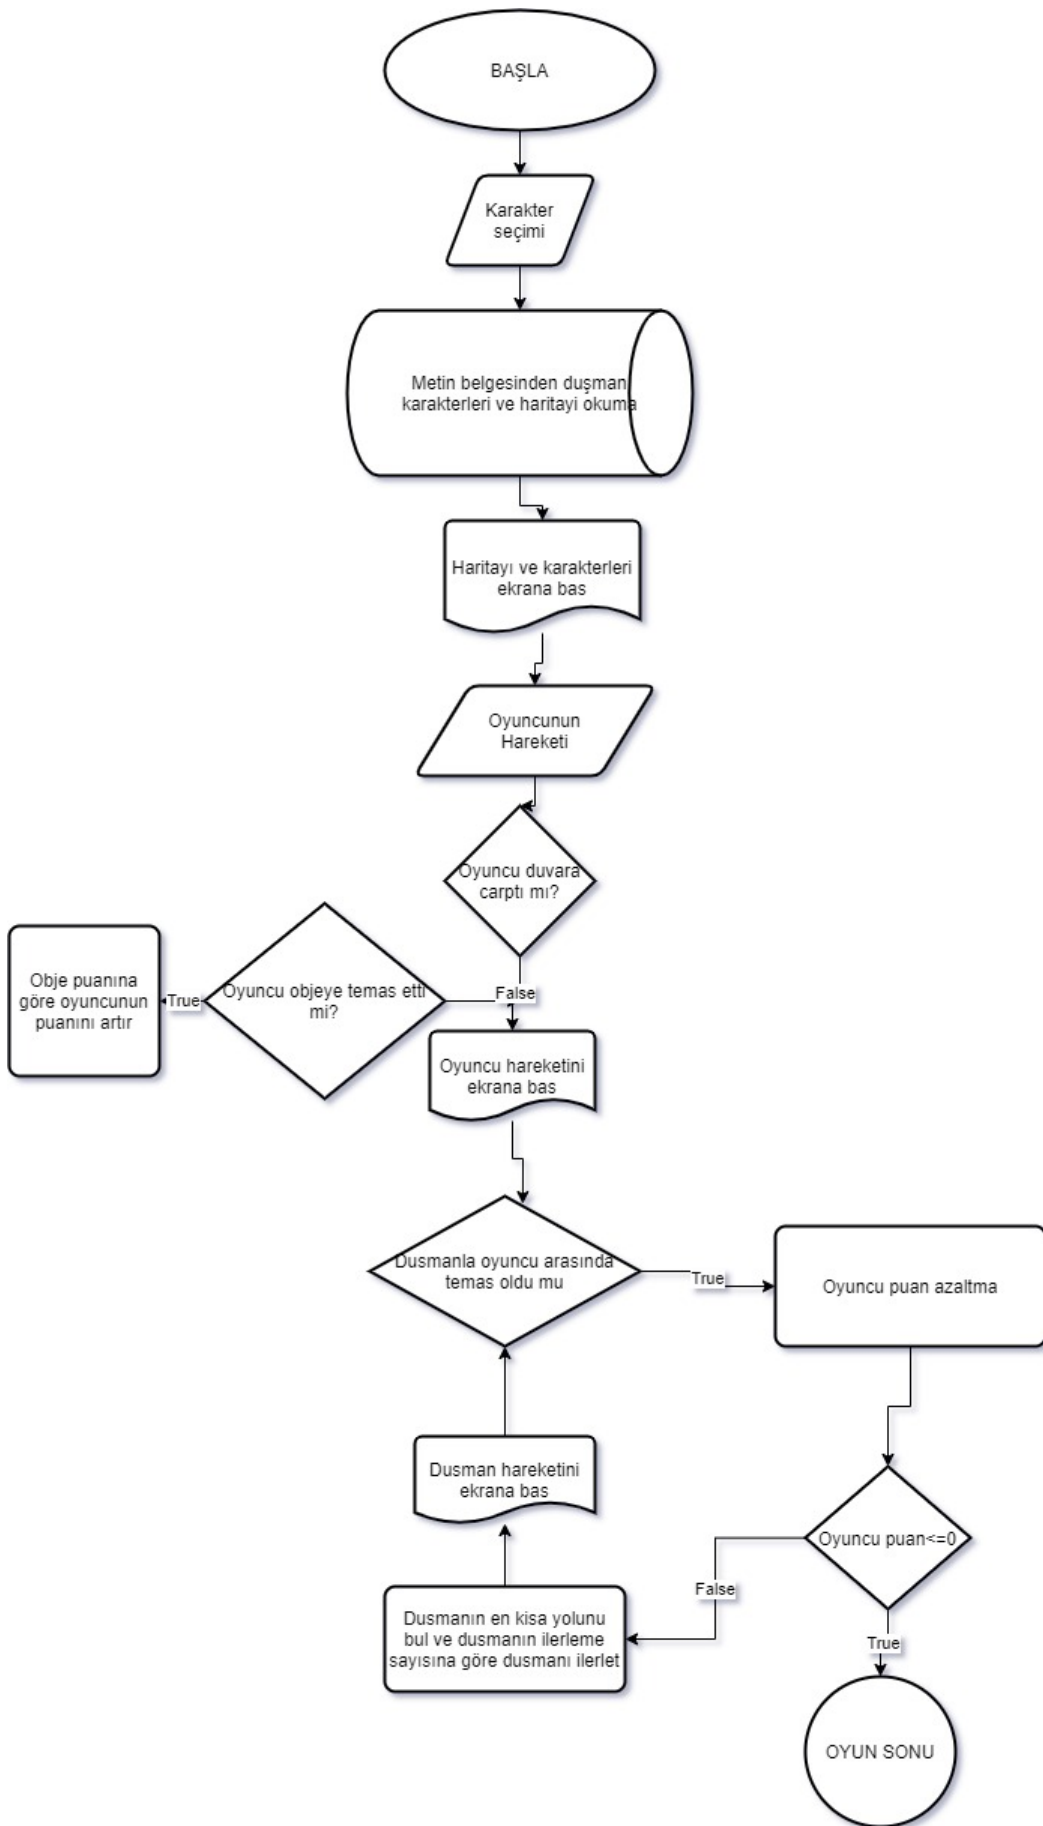 BAŞLA
Karakter
seçimi
Metin belgesinden duşman
karakterleri ve haritayi okuma
Haritayı ve karakterleri
ekrana bas
Oyuncunun
Hareketi
Oyuncu duvara
carptı mı?
False
Oyuncu objeye temas etti
mi?
True
Obje puanına
göre oyuncunun
puanını artır
Oyuncu hareketini
ekrana bas
Dusmanla oyuncu arasında
temas oldu mu
True
Oyuncu puan azaltma
Oyuncu puan<=0
False
True
Dusman hareketini
ekrana bas
Dusmanın en kisa yolunu
bul ve dusmanın ilerleme
sayısına göre dusmanı ilerlet
OYUN SONU